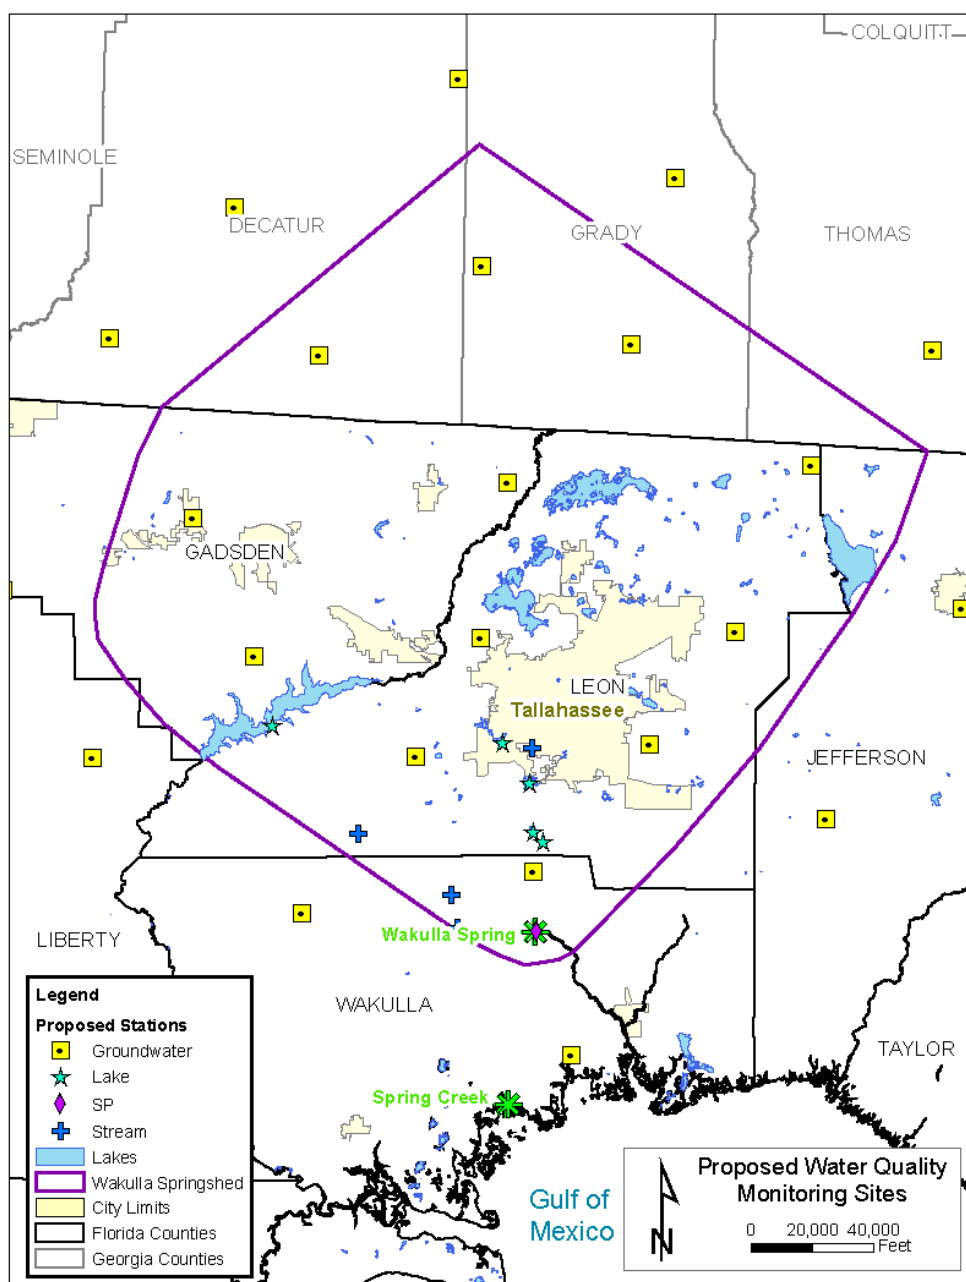 COLQUITT
SEMINOLE
DECATUR
GRADY
THOMAS
GADSDEN
LEON
Tallahassee
JEFFERSON
Wakulla Spring
LIBERTY
WAKULLA
TAYLOR
Spring Creek
Gulf of
Mexico
Legend
Proposed Stations
Groundwater
Lake
SP
Stream
Lakes
Wakulla Springshed
City Limits
Florida Counties
Georgia Counties
Proposed Water Quality
Monitoring Sites
0 20,000 40,000
Feet
N